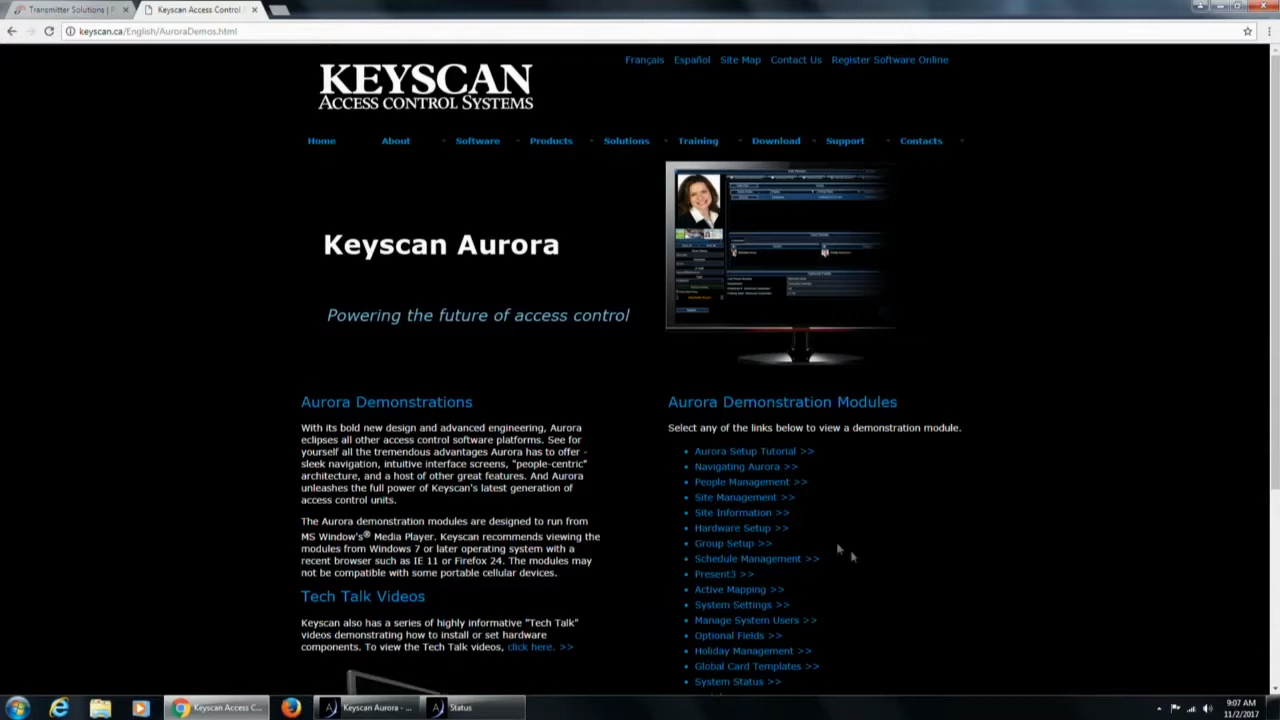 Transmitter Solutions | P
Keyscan Access Control
keyscan.ca/English/AuroraDemos.html
Français Español Site Map Contact Us Register Software Online
KEYSCAN
ACCESS CONTROL SYSTEMS
Home About Software Products Solutions Training Download Support Contacts
Keyscan Aurora
Powering the future of access control
Aurora Demonstrations
With its bold new design and advanced engineering, Aurora
eclipses all other access control software platforms. See for
yourself all the tremendous advantages Aurora has to offer -
sleek navigation, intuitive interface screens, "people-centric"
architecture, and a host of other great features. And Aurora
unleashes the full power of Keyscan's latest generation of
access control units.
The Aurora demonstration modules are designed to run from
MS Window's® Media Player. Keyscan recommends viewing the
modules from Windows 7 or later operating system with a
recent browser such as IE 11 or Firefox 24. The modules may
not be compatible with some portable cellular devices.
Tech Talk Videos
Keyscan also has a series of highly informative "Tech Talk"
videos demonstrating how to install or set hardware
components. To view the Tech Talk videos, click here. >>
Aurora Demonstration Modules
Select any of the links below to view a demonstration module.
Aurora Setup Tutorial >>
Navigating Aurora >>
People Management >>
Site Management >>
Site Information >>
Hardware Setup >>
Group Setup >>
Schedule Management >>
Present3 >>
Active Mapping >>
System Settings >>
Manage System Users >>
Optional Fields >>
Holiday Management >>
Global Card Templates >>
System Status >>
Keyscan Access C...
Keyscan Aurora - ...
Status
9:07 AM
11/2/2017